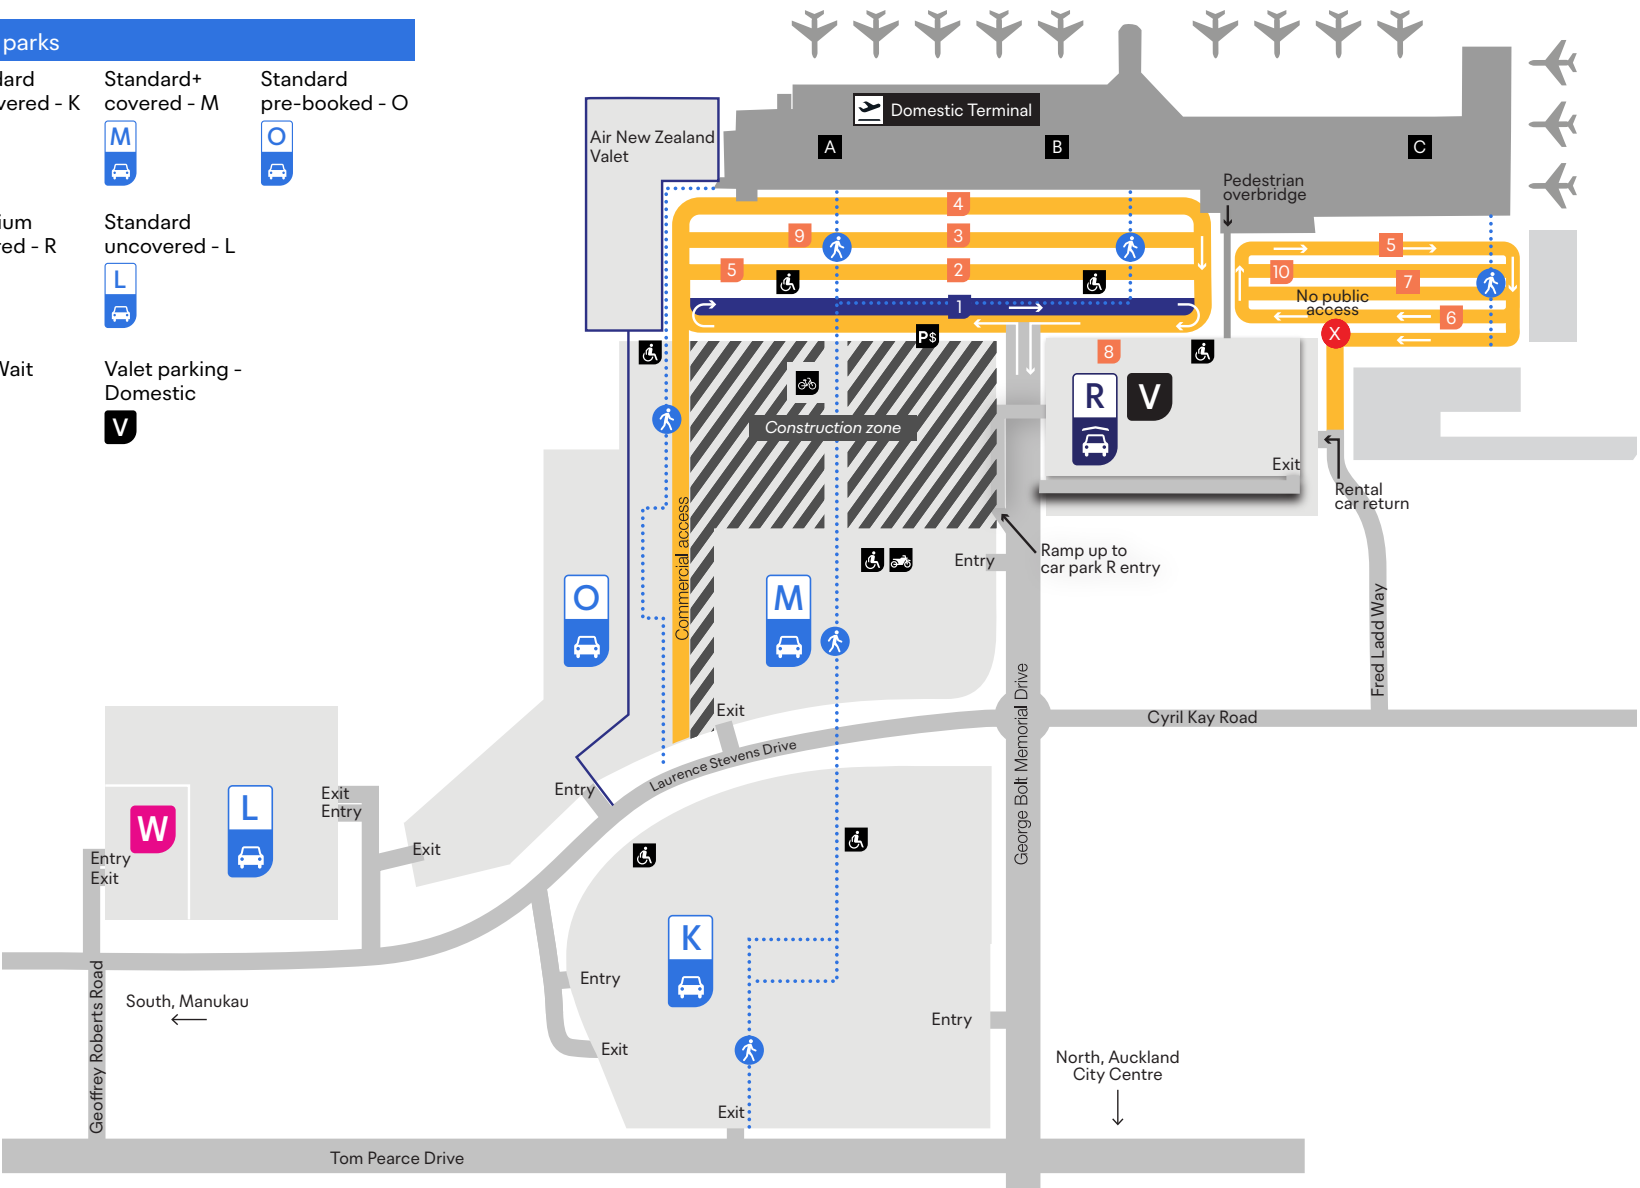 parks
Standard+
covered - M
Standard
pre-booked - O
vered - K
M
O
Standard
uncovered - L
red - R
L
Wait
Valet parking -
Domestic
V
Domestic Terminal
A
B
C
Air New Zealand
Valet
Pedestrian
overbridge
4
9
3
5
2
1
5
10
7
6
No public
access
X
P$
8
R
V
Exit
Construction zone
Rental
car return
Ramp up to
car park R entry
Entry
Commercial access
O
M
Fred Ladd Way
George Bolt Memorial Drive
Exit
Cyril Kay Road
Laurence Stevens Drive
Entry
Exit
Entry
L
W
Exit
Entry
Exit
K
Entry
Exit
Entry
South, Manukau
Geoffrey Roberts Road
North, Auckland
City Centre
Exit
Tom Pearce Drive